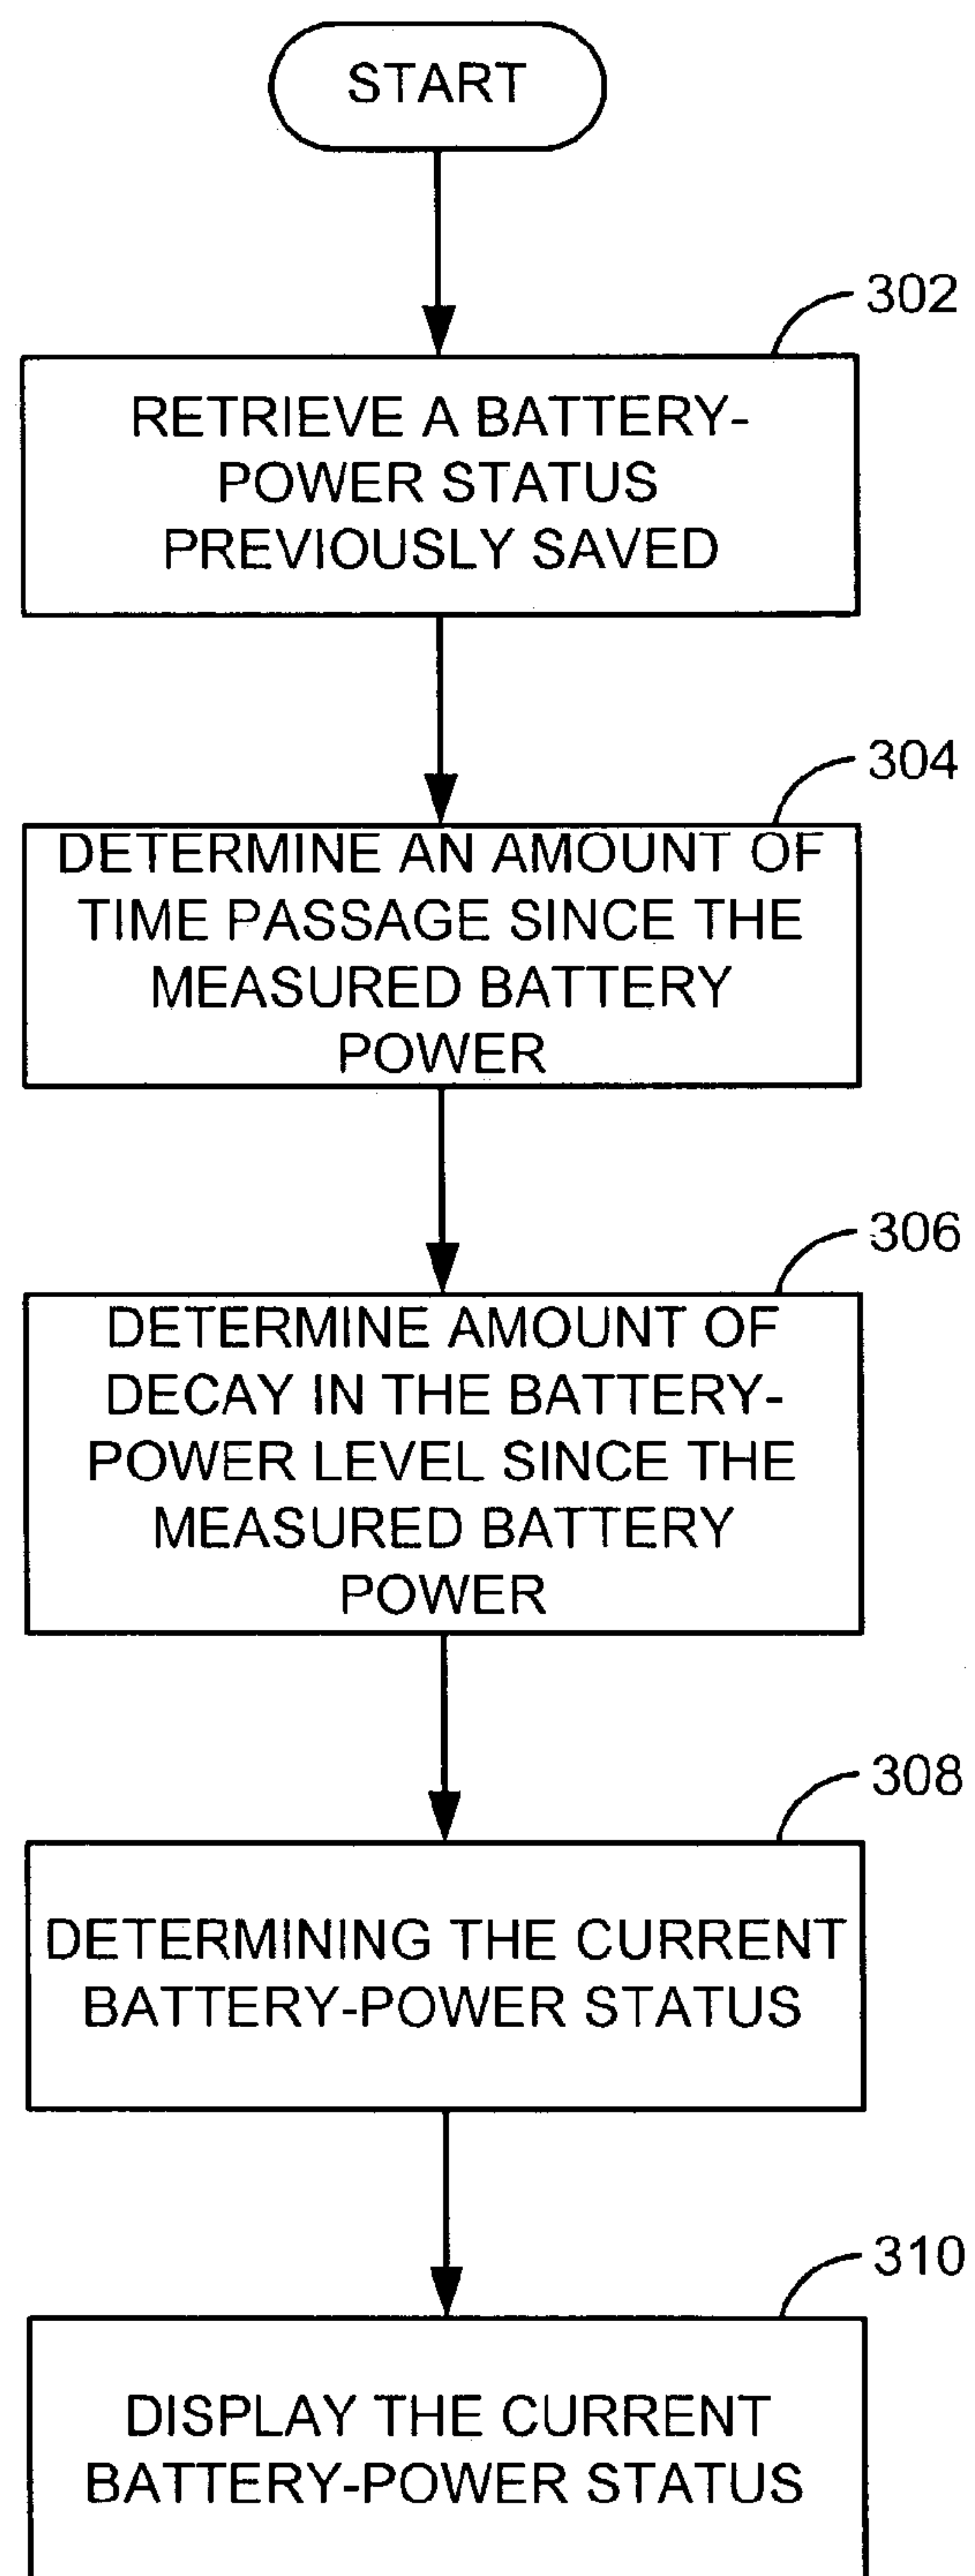 START
302
RETRIEVE A BATTERY-
POWER STATUS
PREVIOUSLY SAVED
304
DETERMINE AN AMOUNT OF
TIME PASSAGE SINCE THE
MEASURED BATTERY
POWER
306
DETERMINE AMOUNT OF
DECAY IN THE BATTERY-
POWER LEVEL SINCE THE
MEASURED BATTERY
POWER
308
DETERMINING THE CURRENT
BATTERY-POWER STATUS
310
DISPLAY THE CURRENT
BATTERY-POWER STATUS